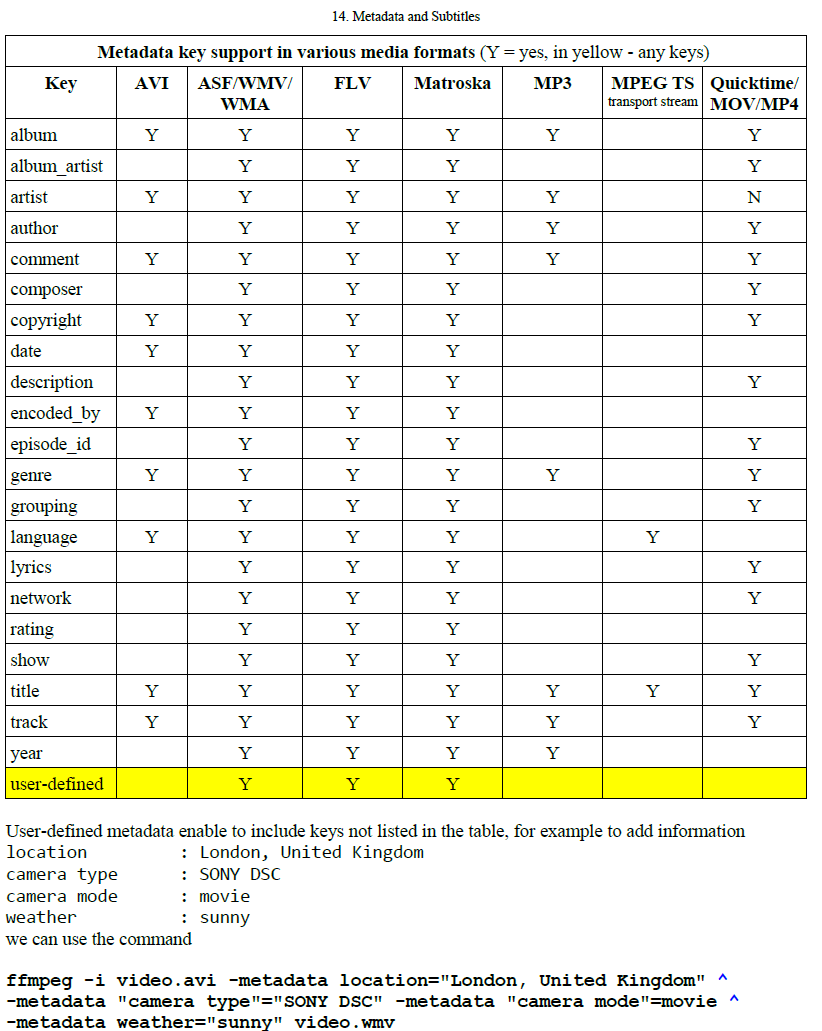 14. Metadata and Subtitles
Metadata key support in various media formats (Y = yes, in yellow - any keys)
Key AVI ASF/WMV/ FLV Matroska MP3 MPEG TS Quicktime/
WMA transport stream MOV/MP4
album Y Y Y Y Y Y
album_artist Y Y Y Y
artist Y Y Y Y Y N
author Y Y Y Y Y
comment Y Y Y Y Y Y
composer Y Y Y Y
copyright Y Y Y Y Y
date Y Y Y Y
description Y Y Y Y
encoded_by Y Y Y Y
episode_id Y Y Y Y
genre Y Y Y Y Y Y
grouping Y Y Y Y
language Y Y Y Y Y
lyrics Y Y Y Y
network Y Y Y Y
rating Y Y Y
show Y Y Y Y
title Y Y Y Y Y Y Y
track Y Y Y Y Y Y
year Y Y Y Y
user-defined Y Y Y
User-defined metadata enable to include keys not listed in the table, for example to add information
location : London, United Kingdom
camera type : SONY DSC
camera mode : movie
weather : sunny
we can use the command
ffmpeg -i video.avi -metadata location="London, United Kingdom" ^
-metadata "camera type"="SONY DSC" -metadata "camera mode"=movie ^
-metadata weather="sunny" video.wmv